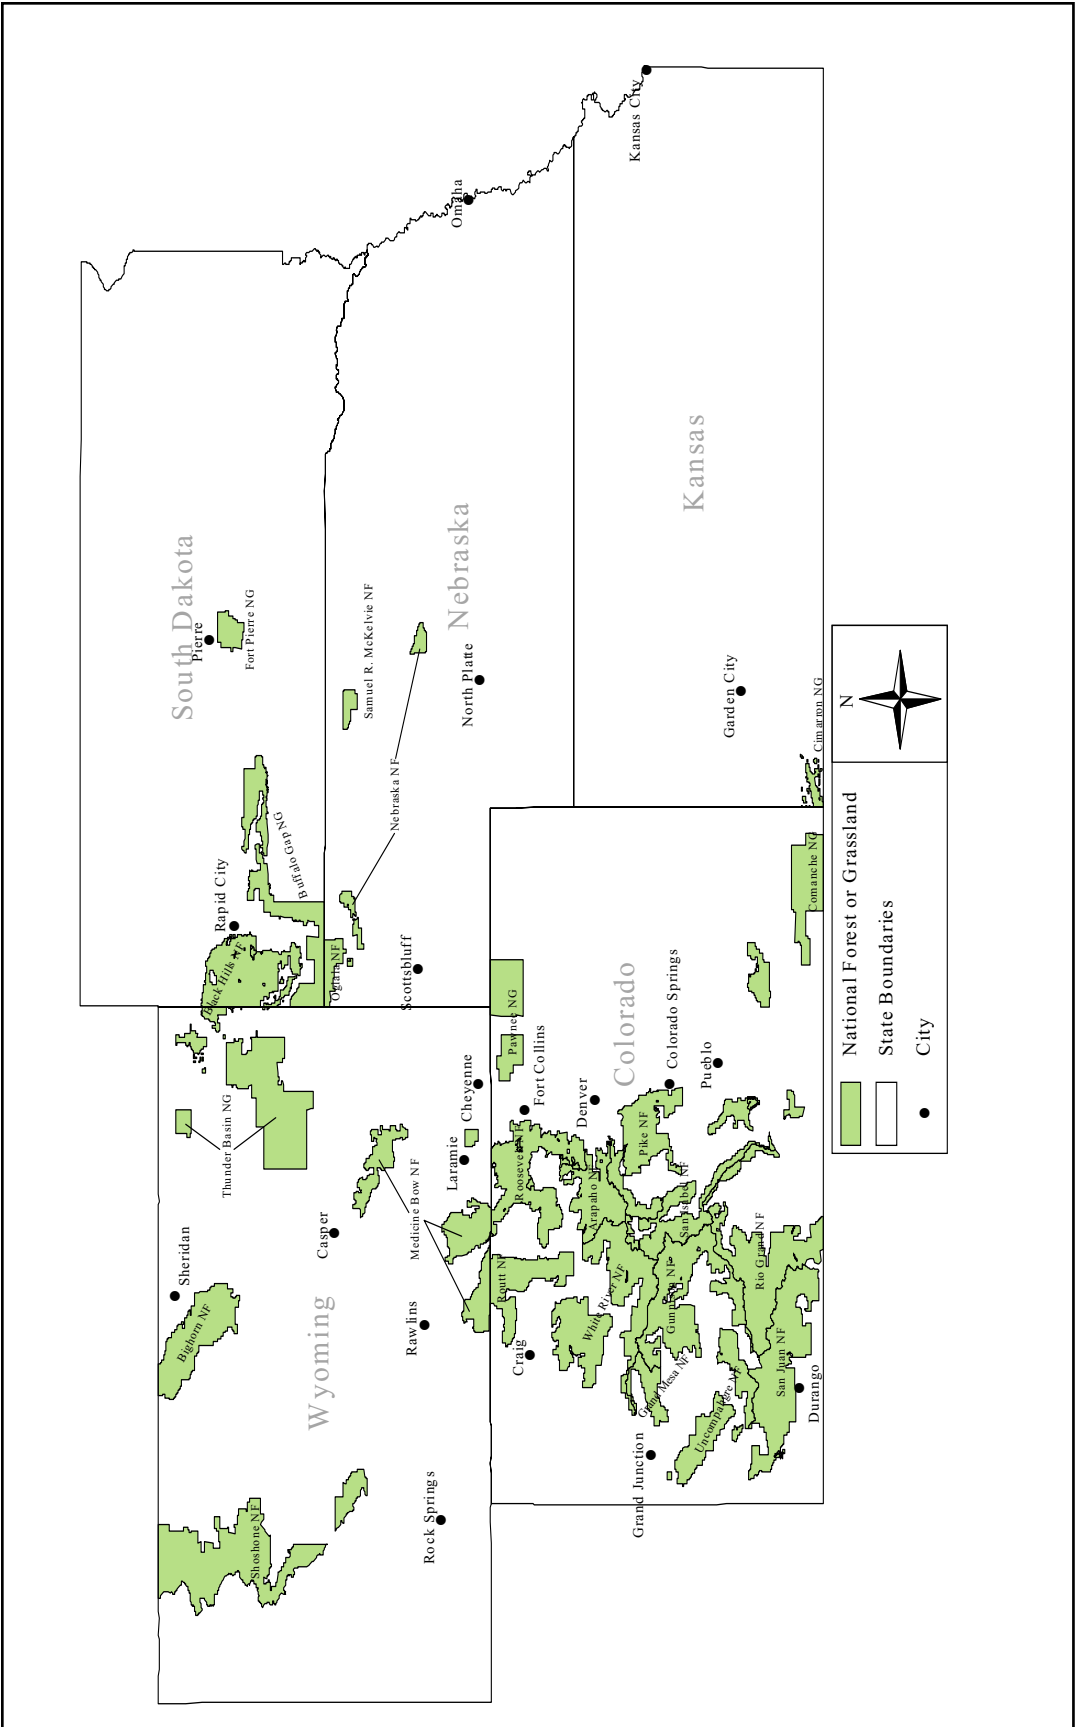 South Dakota
Pierre
Fort Pierre NG
Rapid City
Black Hills NF
Buffalo Gap NG
Nebraska
Omaha
Samuel R. McKelvie NF
North Platte
Nebraska NF
Oglala NF
Scottsbluff
Kansas
Kansas City
Garden City
Cimarron NG
Wyoming
Sheridan
Bighorn NF
Thunder Basin NG
Casper
Medicine Bow NF
Laramie
Cheyenne
Rawlins
Rock Springs
Shoshone NF
Colorado
Pawnee NG
Fort Collins
Roosevelt NF
Routt NF
Craig
Denver
Arapaho NF
White River NF
Pike NF
Colorado Springs
Pueblo
San Isabel NF
Gunnison NF
Grand Mesa NF
Grand Junction
Uncompahgre NF
Rio Grand NF
San Juan NF
Durango
Comanche NG
National Forest or Grassland
State Boundaries
City
N